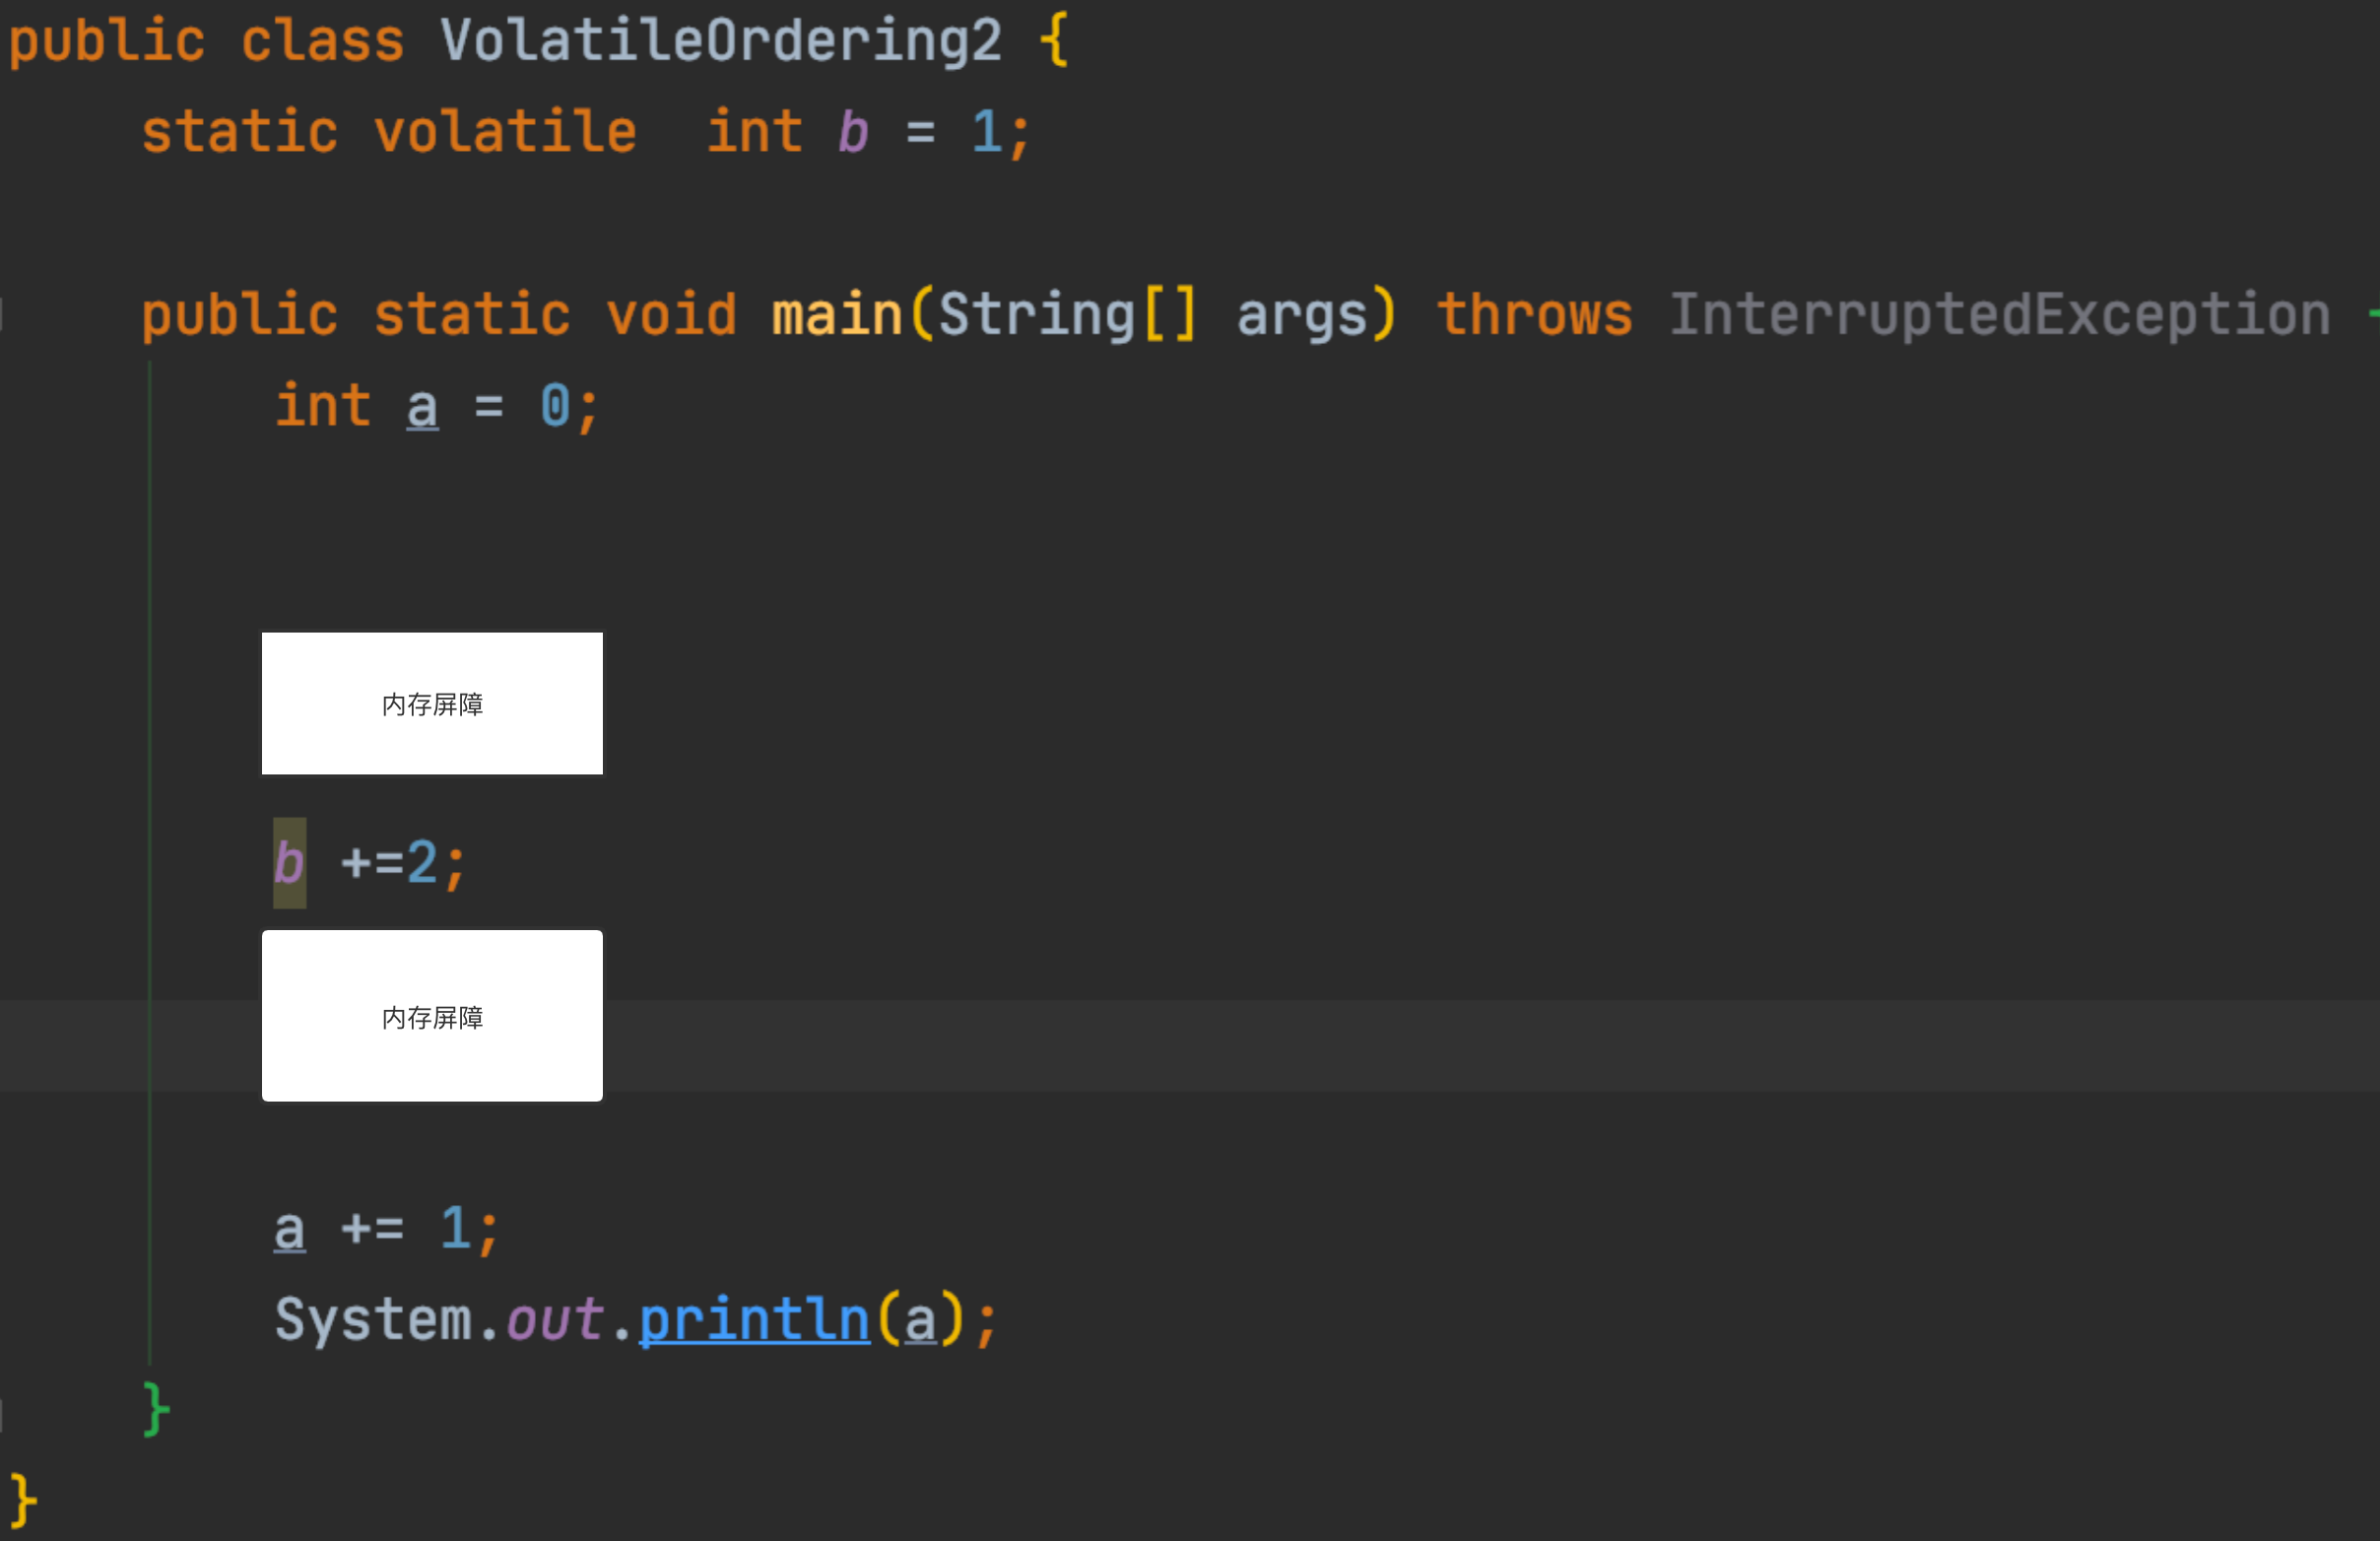 public class VolatileOrdering2 {
static volatile  int b = 1;
public static void main(String[] args) throws InterruptedException {
int a = 0;
内存屏障
b +=2;
内存屏障
a += 1;
System.out.println(a);
}
}